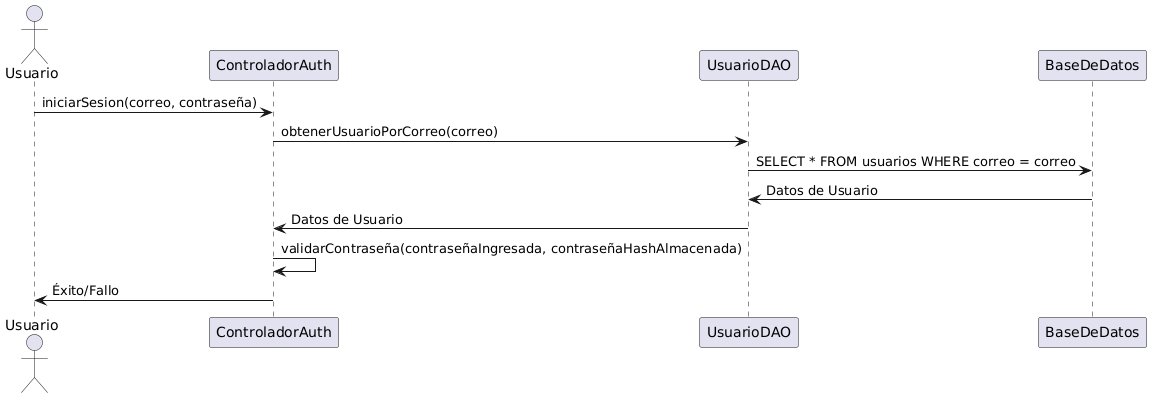 Usuario
ControladorAuth
UsuarioDAO
BaseDeDatos
iniciarSesion(correo, contraseña)
obtenerUsuarioPorCorreo(correo)
SELECT * FROM usuarios WHERE correo = correo
Datos de Usuario
Datos de Usuario
validarContraseña(contraseñaIngresada, contraseñaHashAlmacenada)
Éxito/Fallo
Usuario
ControladorAuth
UsuarioDAO
BaseDeDatos